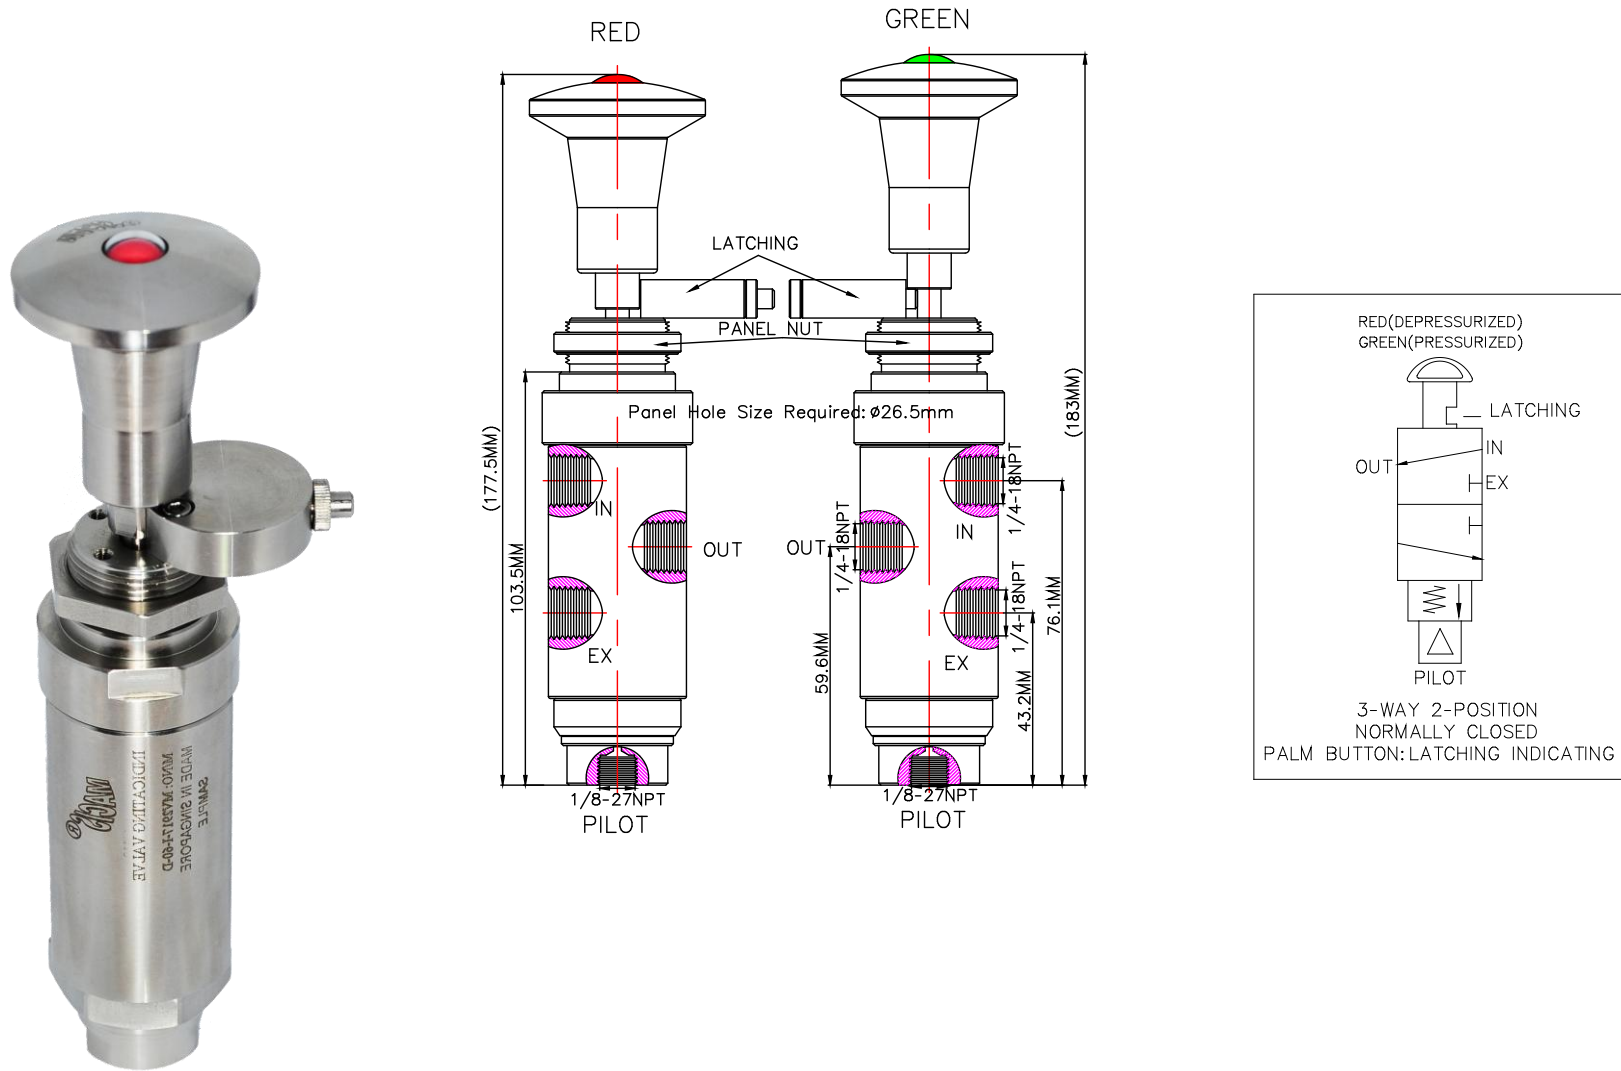 RED
GREEN
LATCHING
PANEL NUT
Panel Hole Size Required: Ø26.5mm
(177.5MM)
103.5MM
IN
OUT
EX
1/8-27NPT
PILOT
(183MM)
1/4-18NPT
IN
OUT
1/4-18NPT
1/4-18NPT
EX
59.6MM
43.2MM
76.1MM
1/8-27NPT
PILOT
SAMPLE
MADE IN SINGAPORE
INDICATING VALVE
RED(DEPRESSURIZED)
GREEN(PRESSURIZED)
LATCHING
IN
OUT
EX
PILOT
3-WAY 2-POSITION
NORMALLY CLOSED
PALM BUTTON:LATCHING INDICATING